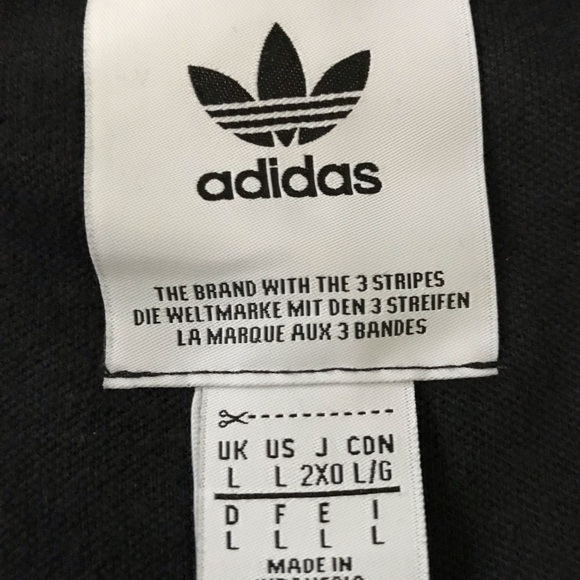 adidas
THE BRAND WITH THE 3 STRIPES
DIE WELTMARKE MIT DEN 3 STREIFEN
LA MARQUE AUX 3 BANDES
UK US J CDN
L L 2XO L/G
D F E I
L L L L
MADE IN